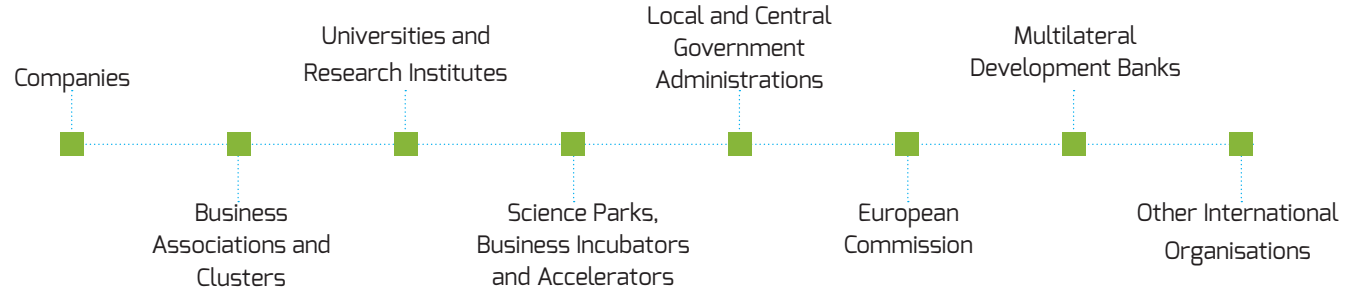 Companies
Business
Associations and
Clusters
Universities and
Research Institutes
Science Parks,
Business Incubators
and Accelerators
Local and Central
Government
Administrations
European
Commission
Multilateral
Development Banks
Other International
Organisations